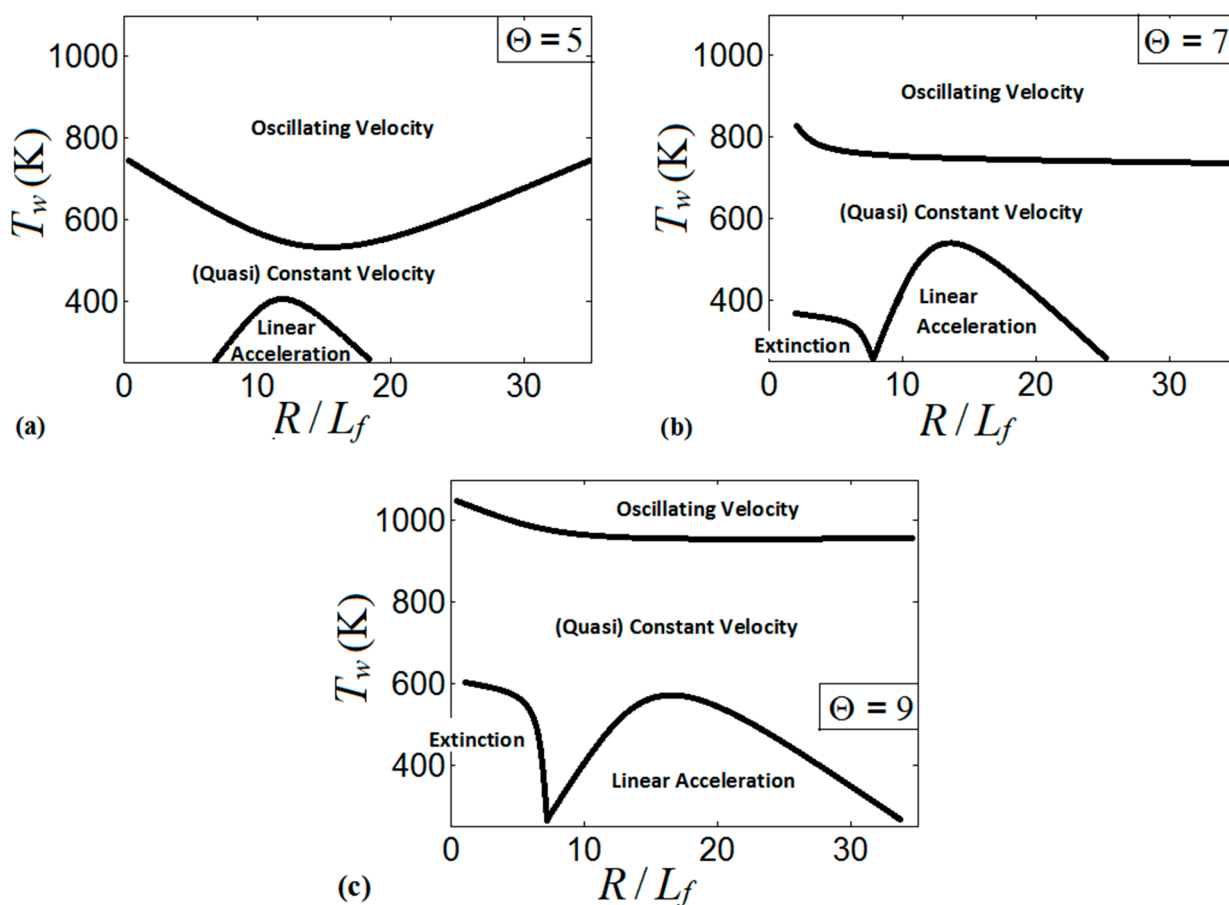 Θ = 5
1000
800
600
400
T_w (K)
Oscillating Velocity
(Quasi) Constant Velocity
Linear
Acceleration
0 10 20 30
R / L_f
(a)
Θ = 7
1000
800
600
400
T_w (K)
Oscillating Velocity
(Quasi) Constant Velocity
Linear
Acceleration
Extinction
0 10 20 30
R / L_f
(b)
1000
800
600
400
T_w (K)
Oscillating Velocity
(Quasi) Constant Velocity
Θ = 9
Extinction
Linear Acceleration
0 10 20 30
R / L_f
(c)